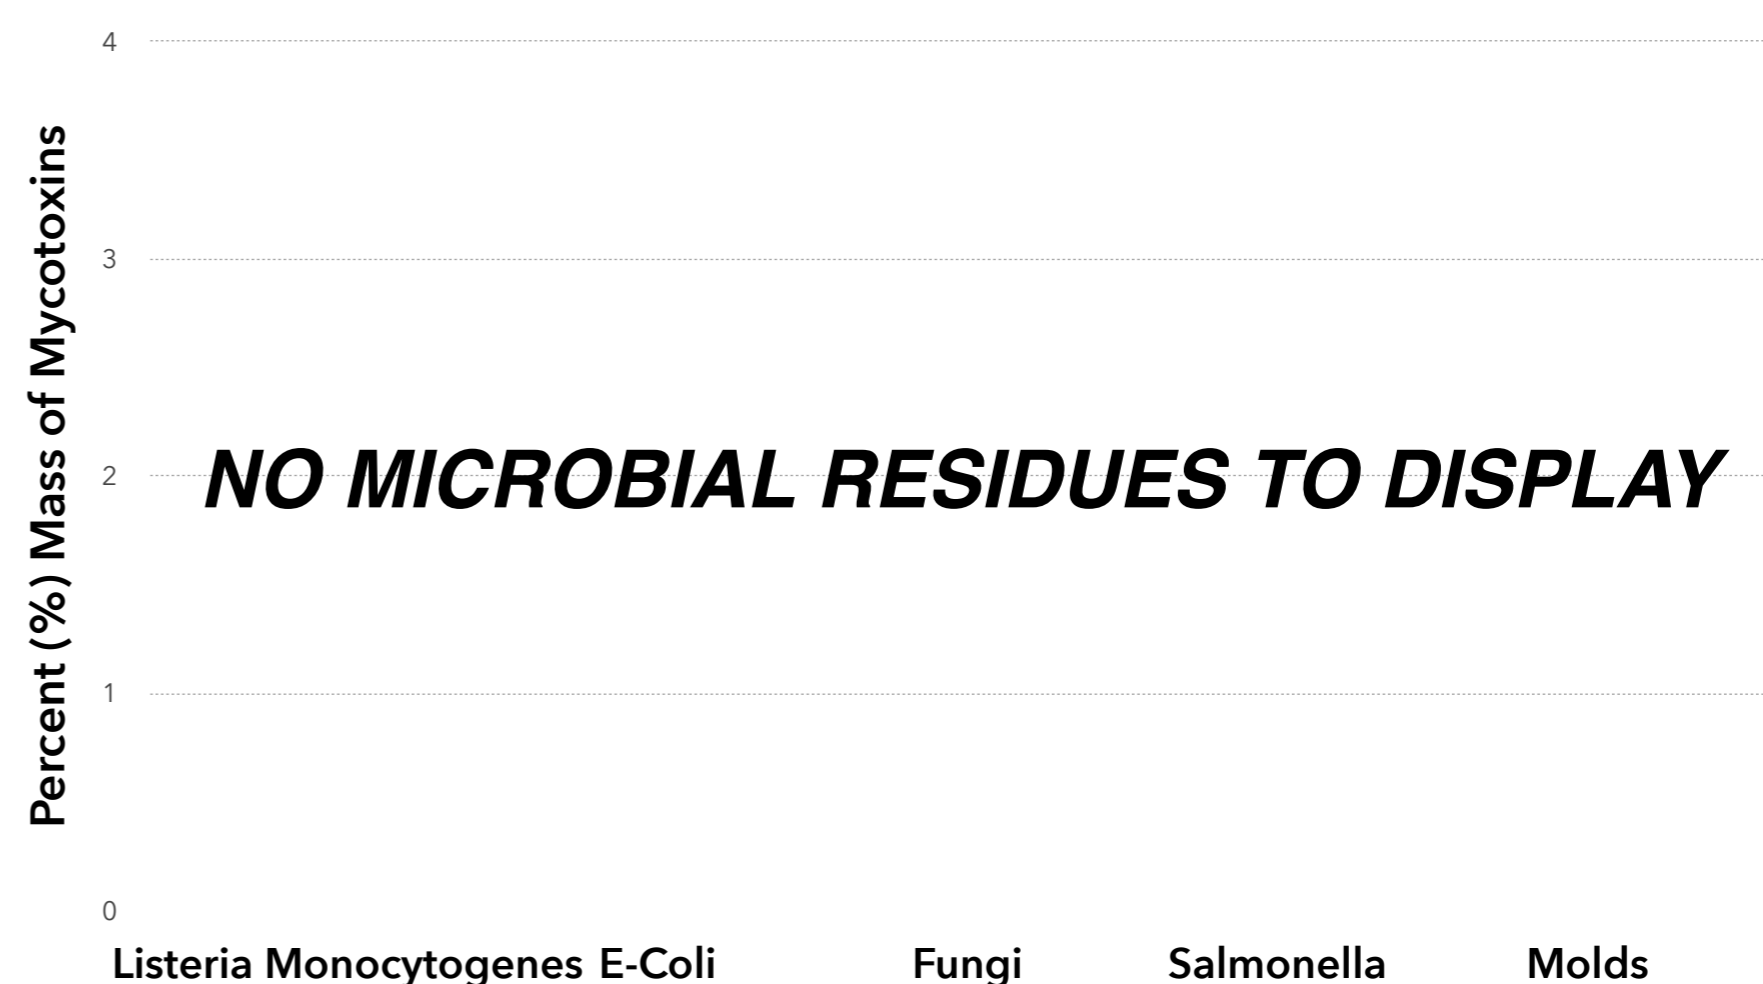 4
Percent (%) Mass of Mycotoxins
3
2
NO MICROBIAL RESIDUES TO DISPLAY
1
0
Listeria Monocytogenes E-Coli Fungi Salmonella Molds